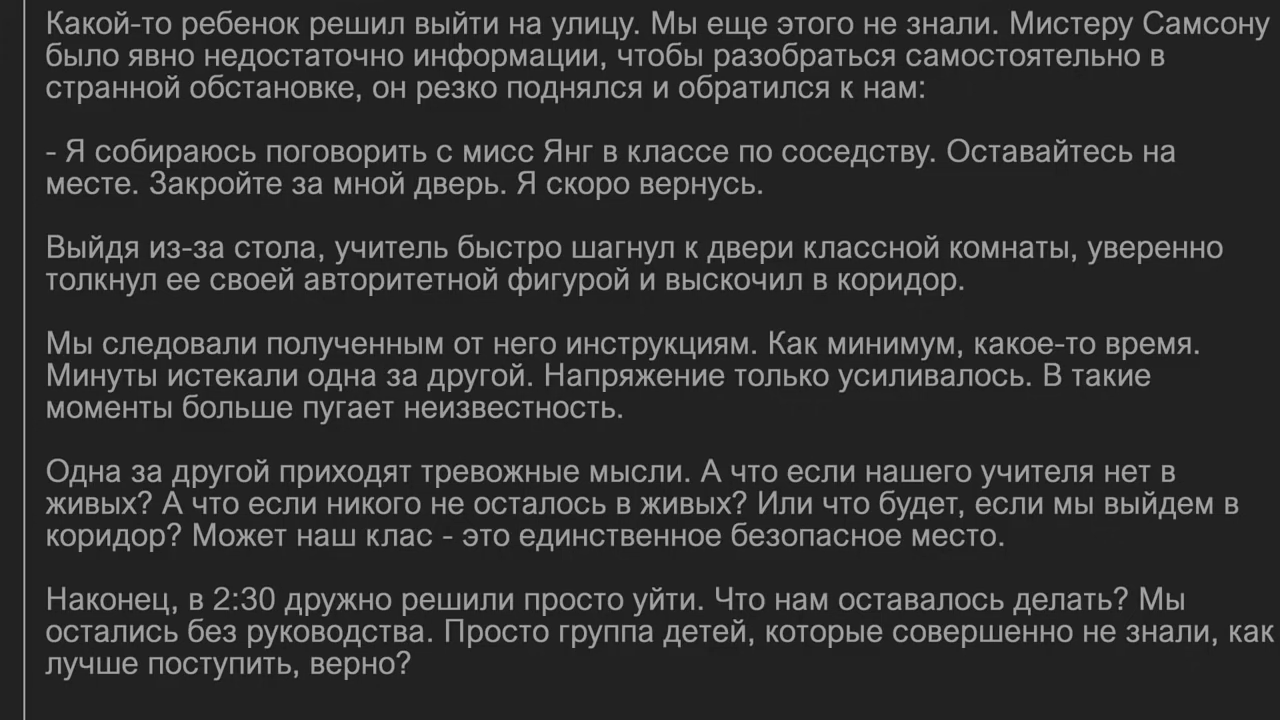 Какой-то ребенок решил выйти на улицу. Мы еще этого не знали. Мистеру Самсону
было явно недостаточно информации, чтобы разобраться самостоятельно в
странной обстановке, он резко поднялся и обратился к нам:
- Я собираюсь поговорить с мисс Янг в классе по соседству. Оставайтесь на
месте. Закройте за мной дверь. Я скоро вернусь.
Выйдя из-за стола, учитель быстро шагнул к двери классной комнаты, уверенно
толкнул ее своей авторитетной фигурой и выскочил в коридор.
Мы следовали полученным от него инструкциям. Как минимум, какое-то время.
Минуты истекали одна за другой. Напряжение только усиливалось. В такие
моменты больше пугает неизвестность.
Одна за другой приходят тревожные мысли. А что если нашего учителя нет в
живых? А что если никого не осталось в живых? Или что будет, если мы выйдем в
коридор? Может наш клас - это единственное безопасное место.
Наконец, в 2:30 дружно решили просто уйти. Что нам оставалось делать? Мы
остались без руководства. Просто группа детей, которые совершенно не знали, как
лучше поступить, верно?